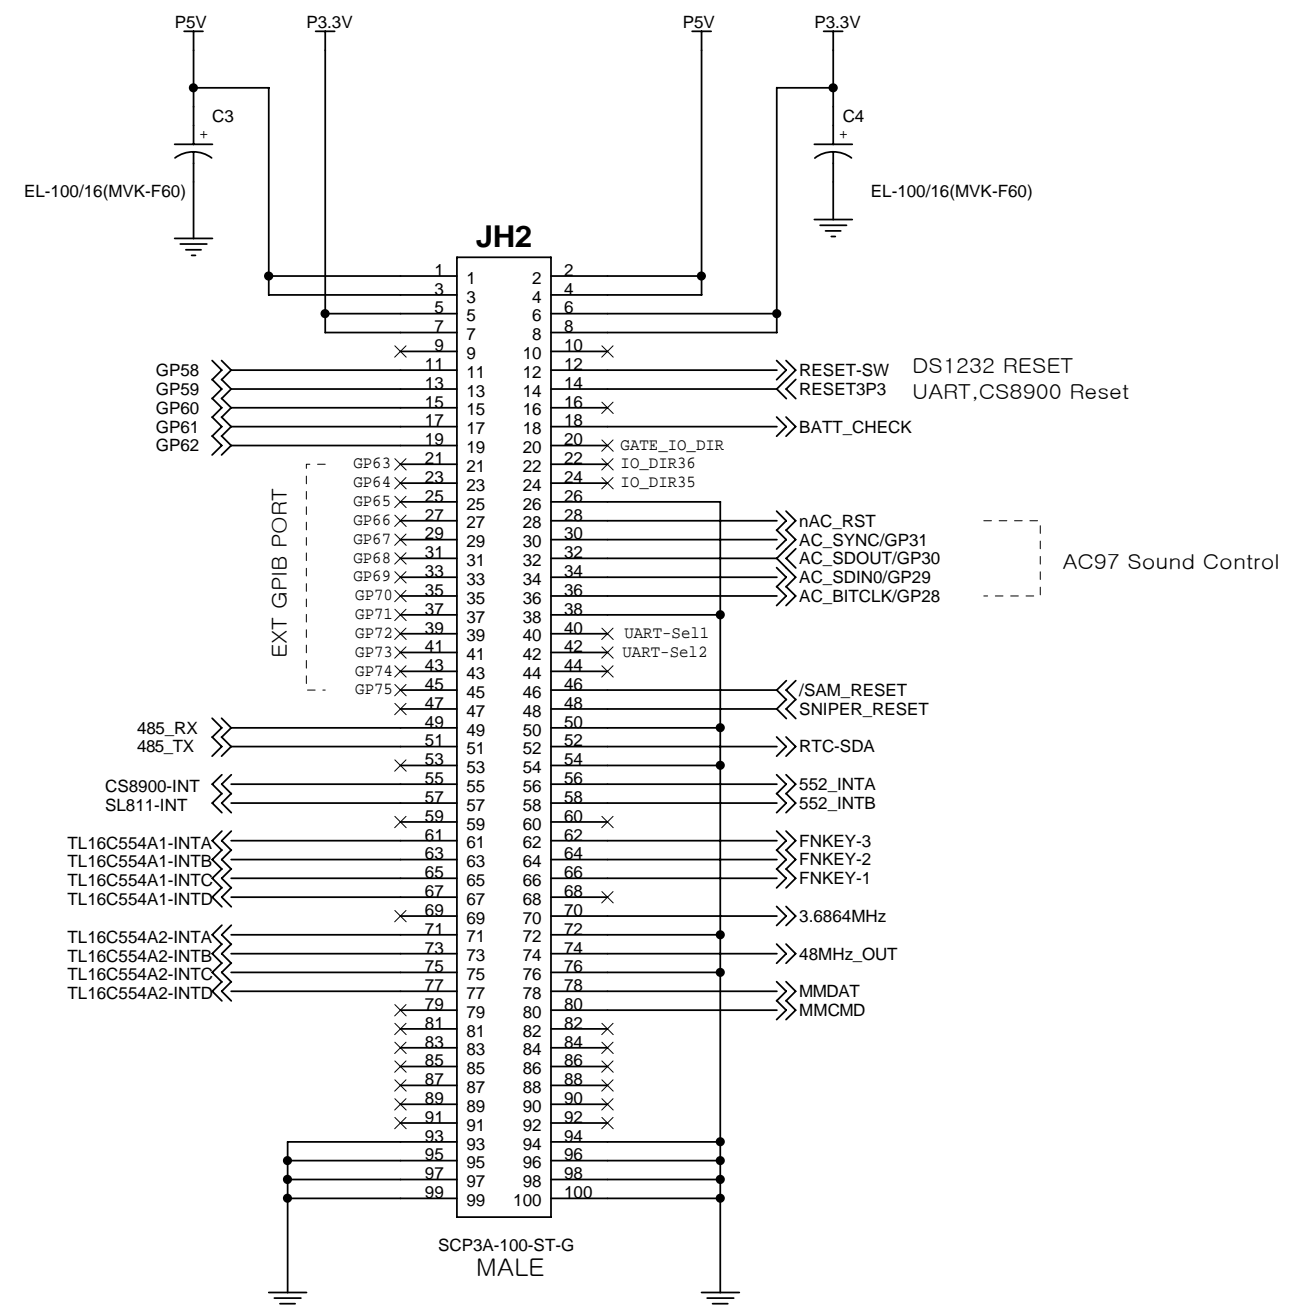 P5V P3.3V P5V P3.3V
C3 C4
+ +
EL-100/16(MVK-F60) EL-100/16(MVK-F60)
JH2
1 1 2 2
3 3 4 4
5 5 6 6
7 7 8 8
9 9 10 10
GP58 11 11 12 12 RESET-SW DS1232 RESET
GP59 13 13 14 14 RESET3P3 UART,CS8900 Reset
GP60 15 15 16 16
GP61 17 17 18 18 BATT_CHECK
GP62 19 19 20 20 GATE_IO_DIR
GP63 21 21 22 22 IO_DIR36
GP64 23 23 24 24 IO_DIR35
GP65 25 25 26 26
GP66 27 27 28 28 nAC_RST
GP67 29 29 30 30 AC_SYNC/GP31
GP68 31 31 32 32 AC_SDOUT/GP30
GP69 33 33 34 34 AC_SDIN0/GP29
GP70 35 35 36 36 AC_BITCLK/GP28
GP71 37 37 38 38
GP72 39 39 40 40 UART-Sel1
GP73 41 41 42 42 UART-Sel2
GP74 43 43 44 44
GP75 45 45 46 46 /SAM_RESET
EXT GPIB PORT
AC97 Sound Control
47 47 48 48 SNIPER_RESET
485_RX 49 49 50 50
485_TX 51 51 52 52 RTC-SDA
53 53 54 54
CS8900-INT 55 55 56 56 552_INTA
SL811-INT 57 57 58 58 552_INTB
59 59 60 60
TL16C554A1-INTA 61 61 62 62 FNKEY-3
TL16C554A1-INTB 63 63 64 64 FNKEY-2
TL16C554A1-INTC 65 65 66 66 FNKEY-1
TL16C554A1-INTD 67 67 68 68
69 69 70 70 3.6864MHz
TL16C554A2-INTA 71 71 72 72
TL16C554A2-INTB 73 73 74 74 48MHz_OUT
TL16C554A2-INTC 75 75 76 76
TL16C554A2-INTD 77 77 78 78 MMDAT
79 79 80 80 MMCMD
81 81 82 82
83 83 84 84
85 85 86 86
87 87 88 88
89 89 90 90
91 91 92 92
93 93 94 94
95 95 96 96
97 97 98 98
99 99 100 100
SCP3A-100-ST-G
MALE